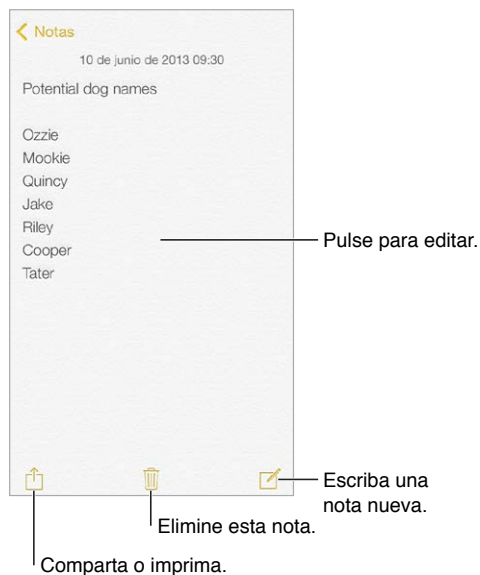 Notas
10 de junio de 2013 09:30
Potential dog names
Ozzie
Mookie
Quincy
Jake
Riley
Cooper
Tater
Pulse para editar.
Escriba una
nota nueva.
Elimine esta nota.
Comparta o imprima.